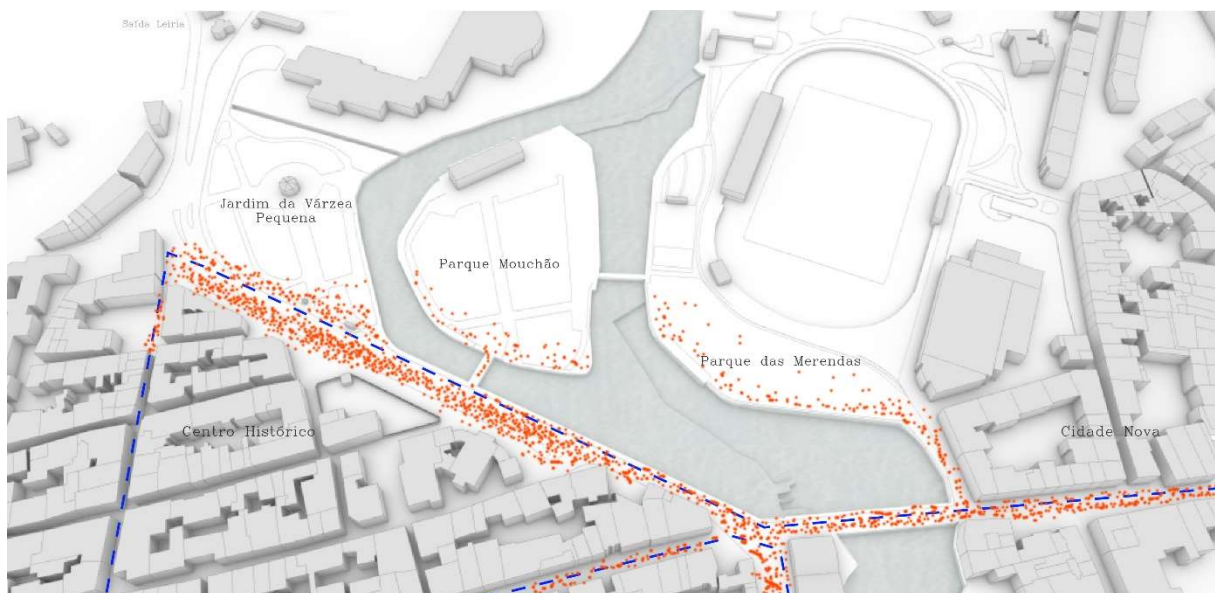 Saída Leiria
Jardim da Várzea
Pequena
Parque Mouchão
Parque das Merendas
Centro Histórico
Cidade Nova